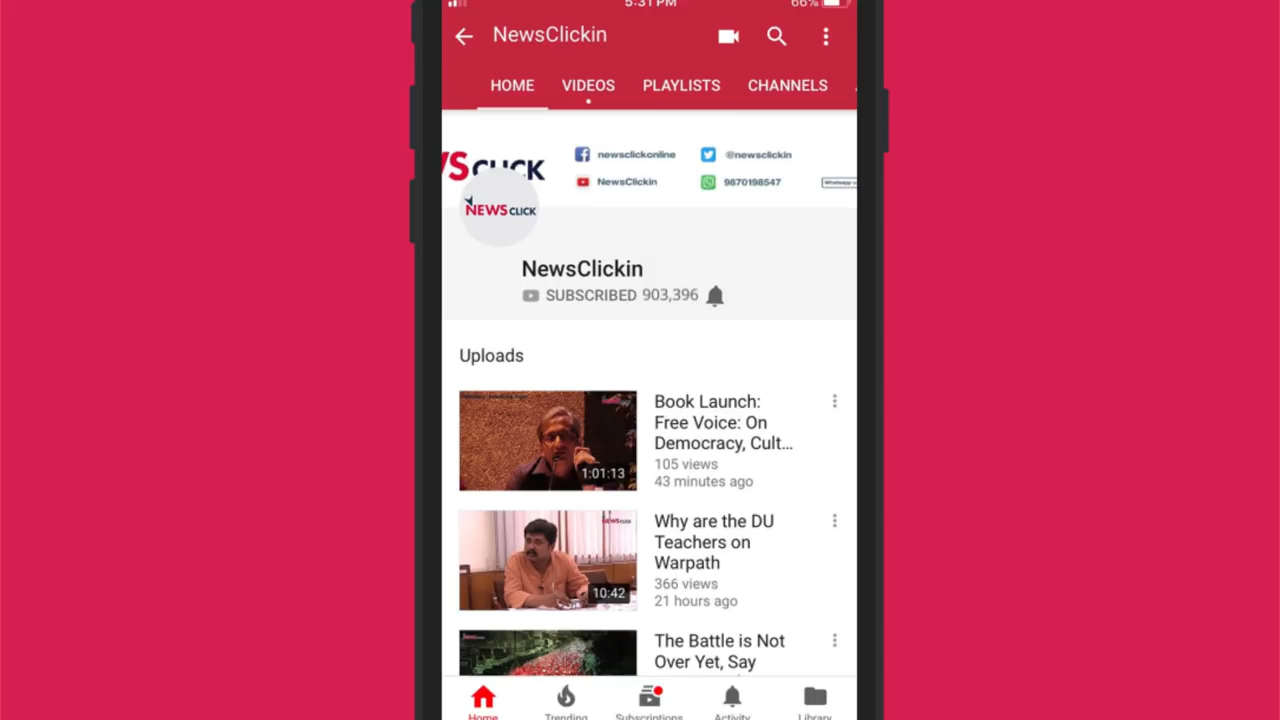 5:31 PM
66%
NewsClickin
HOME VIDEOS PLAYLISTS CHANNELS
S CLICK
newsclickonline
@newsclickin
NewsClickin
9870198547
Whatsapp
NEWSCLICK
NewsClickin
SUBSCRIBED 903,396
Uploads
Book Launch:
Free Voice: On
Democracy, Cult...
105 views
43 minutes ago
1:01:13
Why are the DU
Teachers on
Warpath
366 views
21 hours ago
NEWSCLICK
10:42
The Battle is Not
Over Yet, Say
Home Trending Subscriptions Activity Library